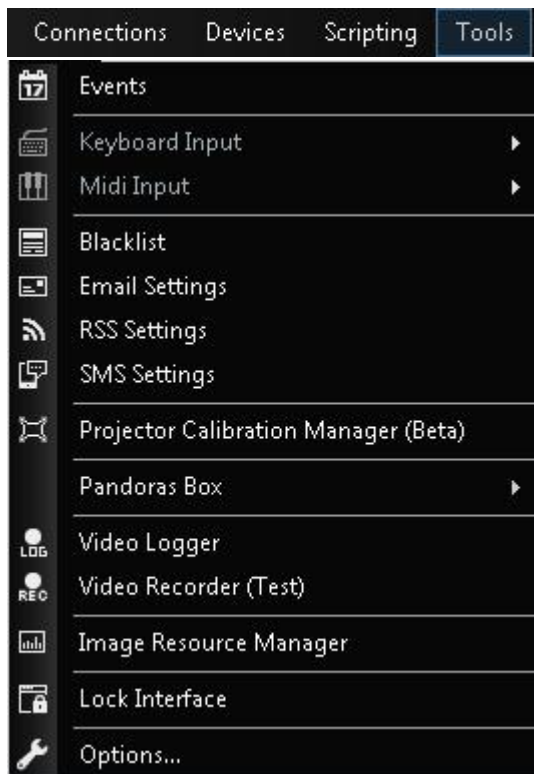 Connections Devices Scripting Tools
17 Events
Keyboard Input
Midi Input
Blacklist
Email Settings
RSS Settings
SMS Settings
Projector Calibration Manager (Beta)
Pandoras Box
LOG Video Logger
REC Video Recorder (Test)
Image Resource Manager
Lock Interface
Options...